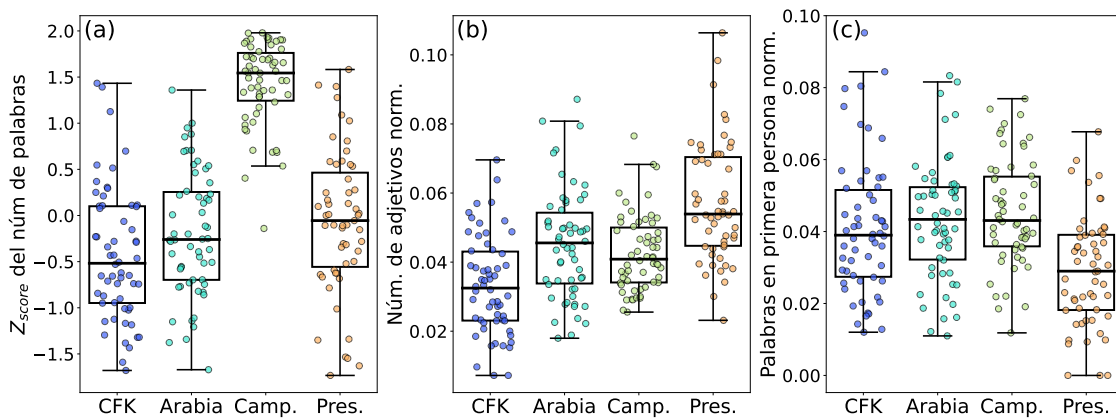 (a)
Z_score del núm de palabras
2.0
1.5
1.0
0.5
0.0
−0.5
−1.0
−1.5
CFK Arabia Camp. Pres.
(b)
Núm. de adjetivos norm.
0.10
0.08
0.06
0.04
0.02
CFK Arabia Camp. Pres.
(c)
Palabras en primera persona norm.
0.10
0.08
0.06
0.04
0.02
0.00
CFK Arabia Camp. Pres.